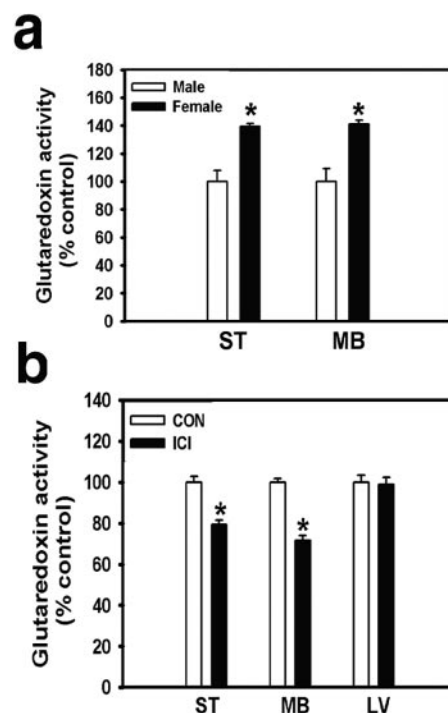 a
Glutaredoxin activity
(% control)
180
160
140
120
100
80
60
40
20
0
Male
Female
*
*
ST MB
b
Glutaredoxin activity
(% control)
140
120
100
80
60
40
20
0
CON
ICI
*
*
ST MB LV